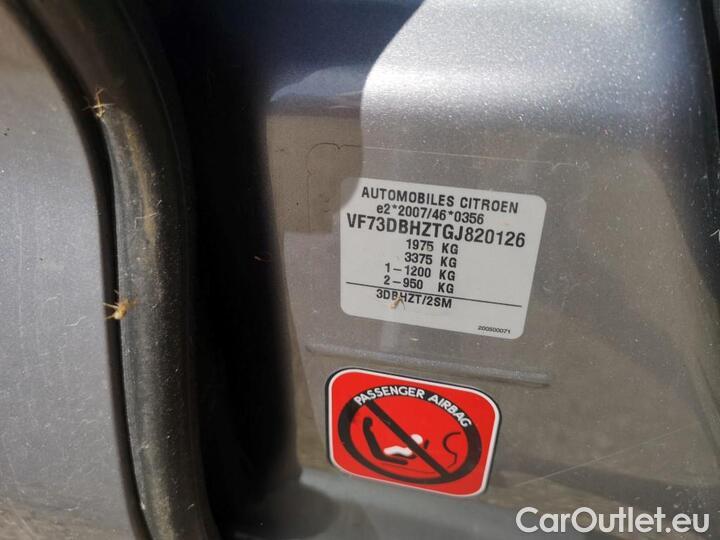 AUTOMOBILES CITROEN
e2*2007/46*0356
VF73DBHZTGJ820126
1975 KG
3375 KG
1-1200 KG
2-950 KG
3DBHZT/2SM
200500071
PASSENGER AIRBAG
CarOutlet.eu